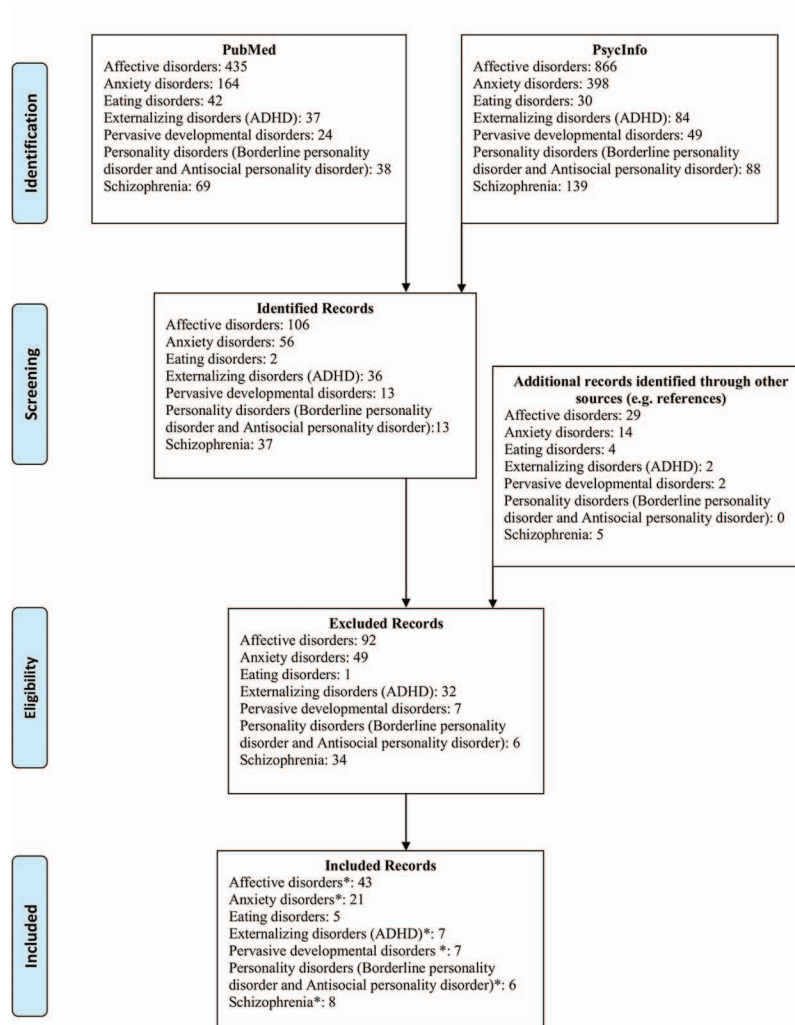 Identification
PubMed
Affective disorders: 435
Anxiety disorders: 164
Eating disorders: 42
Externalizing disorders (ADHD): 37
Pervasive developmental disorders: 24
Personality disorders (Borderline personality
disorder and Antisocial personality disorder): 38
Schizophrenia: 69
PsycInfo
Affective disorders: 866
Anxiety disorders: 398
Eating disorders: 30
Externalizing disorders (ADHD): 84
Pervasive developmental disorders: 49
Personality disorders (Borderline personality
disorder and Antisocial personality disorder): 88
Schizophrenia: 139
Screening
Identified Records
Affective disorders: 106
Anxiety disorders: 56
Eating disorders: 2
Externalizing disorders (ADHD): 36
Pervasive developmental disorders: 13
Personality disorders (Borderline personality
disorder and Antisocial personality disorder):13
Schizophrenia: 37
Additional records identified through other
sources (e.g. references)
Affective disorders: 29
Anxiety disorders: 14
Eating disorders: 4
Externalizing disorders (ADHD): 2
Pervasive developmental disorders: 2
Personality disorders (Borderline personality
disorder and Antisocial personality disorder): 0
Schizophrenia: 5
Eligibility
Excluded Records
Affective disorders: 92
Anxiety disorders: 49
Eating disorders: 1
Externalizing disorders (ADHD): 32
Pervasive developmental disorders: 7
Personality disorders (Borderline personality
disorder and Antisocial personality disorder): 6
Schizophrenia: 34
Included
Included Records
Affective disorders*: 43
Anxiety disorders*: 21
Eating disorders: 5
Externalizing disorders (ADHD)*: 7
Pervasive developmental disorders *: 7
Personality disorders (Borderline personality
disorder and Antisocial personality disorder)*: 6
Schizophrenia*: 8